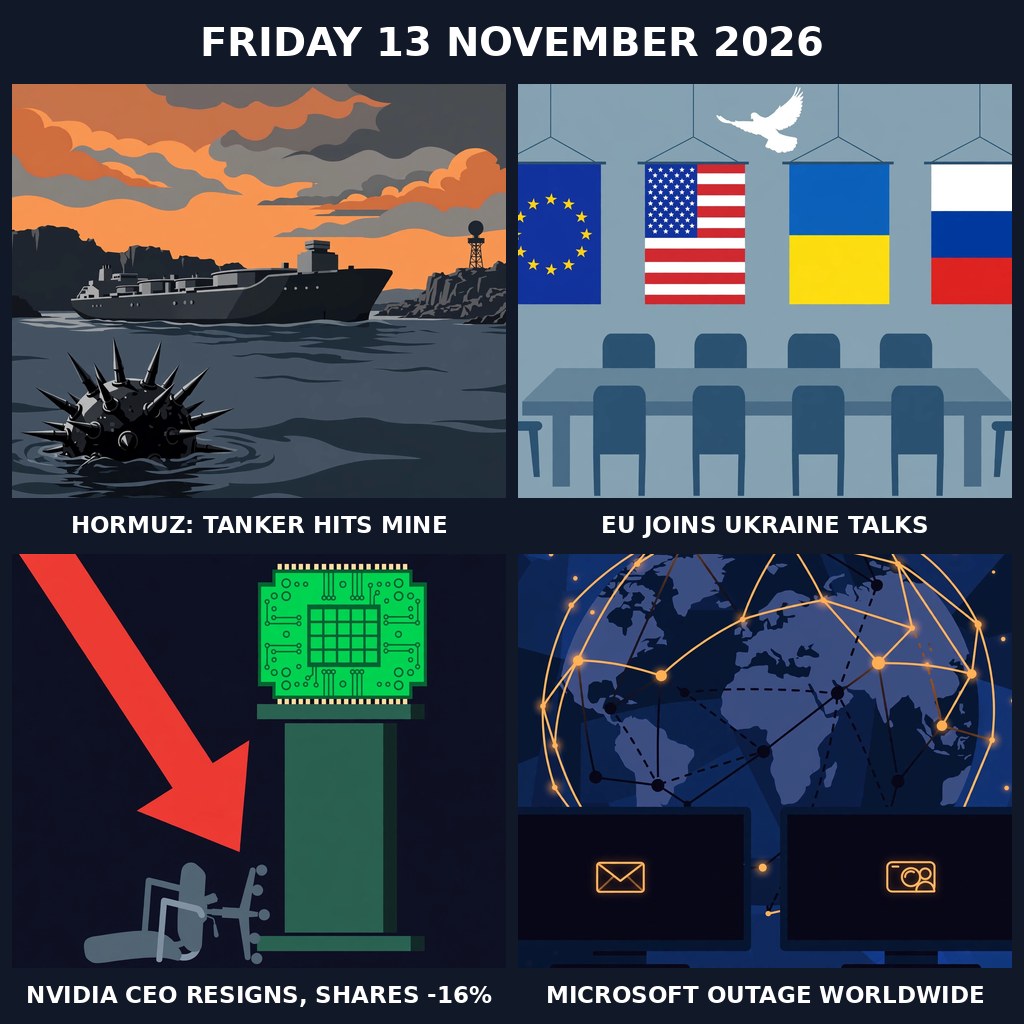 FRIDAY 13 NOVEMBER 2026
HORMUZ: TANKER HITS MINE
EU JOINS UKRAINE TALKS
NVIDIA CEO RESIGNS, SHARES -16%
MICROSOFT OUTAGE WORLDWIDE